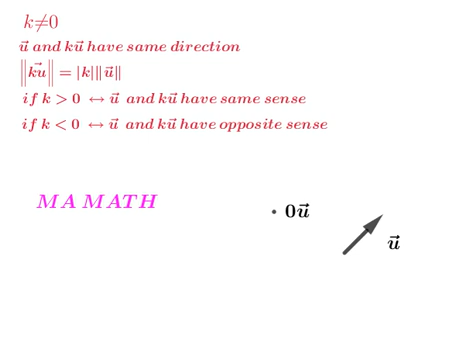 k≠0
u⃗ and ku⃗ have same direction
‖ku⃗‖ = |k|‖u⃗‖
if k > 0 ↔ u⃗ and ku⃗ have same sense
if k < 0 ↔ u⃗ and ku⃗ have opposite sense
MA MATH
0u⃗
u⃗